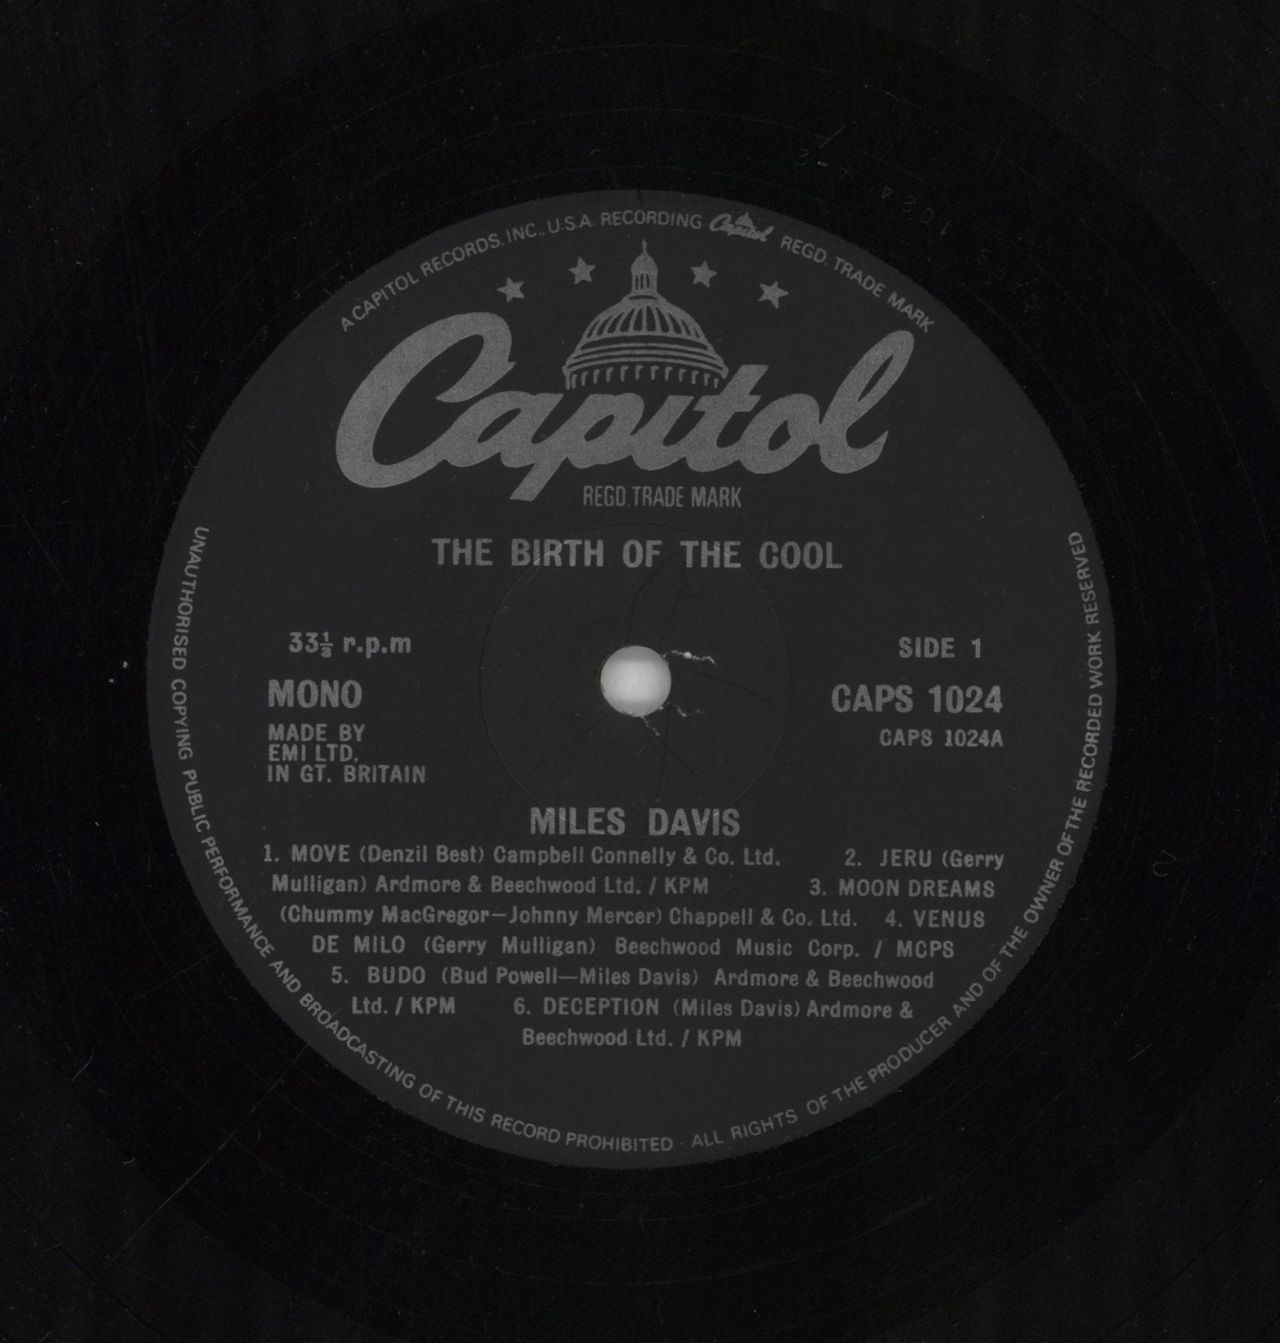 A CAPITOL RECORDS, INC., U.S.A. RECORDING Capitol REGD. TRADE MARK
Capitol
REGD. TRADE MARK
THE BIRTH OF THE COOL
33⅓ r.p.m
SIDE 1
MONO
CAPS 1024
MADE BY
EMI LTD.
IN GT. BRITAIN
CAPS 1024A
MILES DAVIS
1. MOVE (Denzil Best) Campbell Connelly & Co. Ltd. 2. JERU (Gerry
Mulligan) Ardmore & Beechwood Ltd. / KPM 3. MOON DREAMS
(Chummy MacGregor—Johnny Mercer) Chappell & Co. Ltd. 4. VENUS
DE MILO (Gerry Mulligan) Beechwood Music Corp. / MCPS
5. BUDO (Bud Powell—Miles Davis) Ardmore & Beechwood
Ltd. / KPM 6. DECEPTION (Miles Davis) Ardmore &
Beechwood Ltd. / KPM
UNAUTHORISED COPYING PUBLIC PERFORMANCE AND BROADCASTING OF THIS RECORD PROHIBITED · ALL RIGHTS OF THE PRODUCER AND OF THE OWNER OF THE RECORDED WORK RESERVED